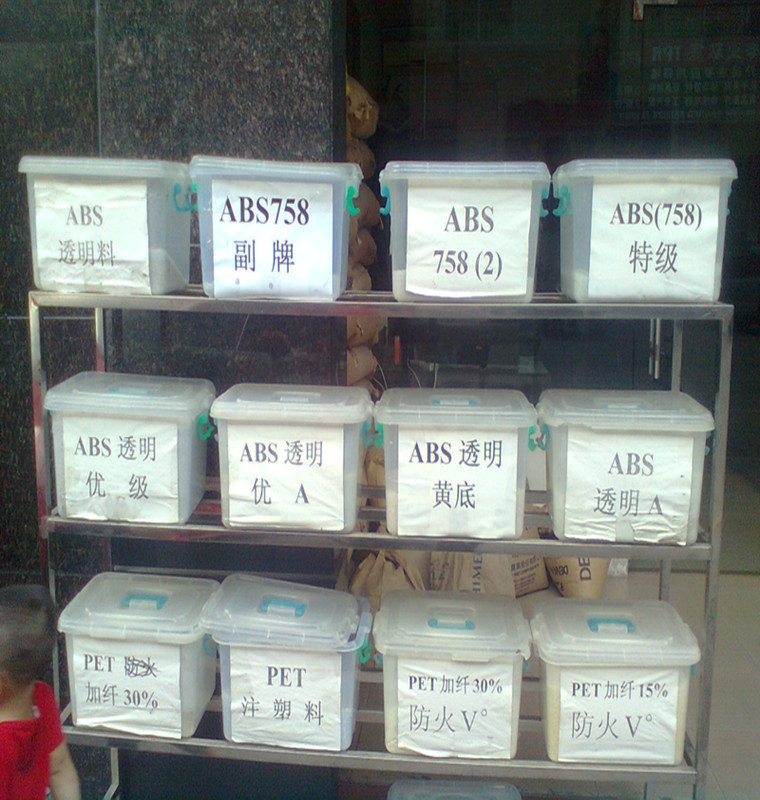 ABS
透明料
ABS758
副牌
ABS
758 (2)
ABS(758)
特级
ABS 透明
优 级
ABS 透明
优 A
ABS 透明
黄底
ABS
透明 A
PET 防火
加纤 30%
PET
注 塑 料
PET 加纤 30%
防火 V°
PET 加纤 15%
防火 V°